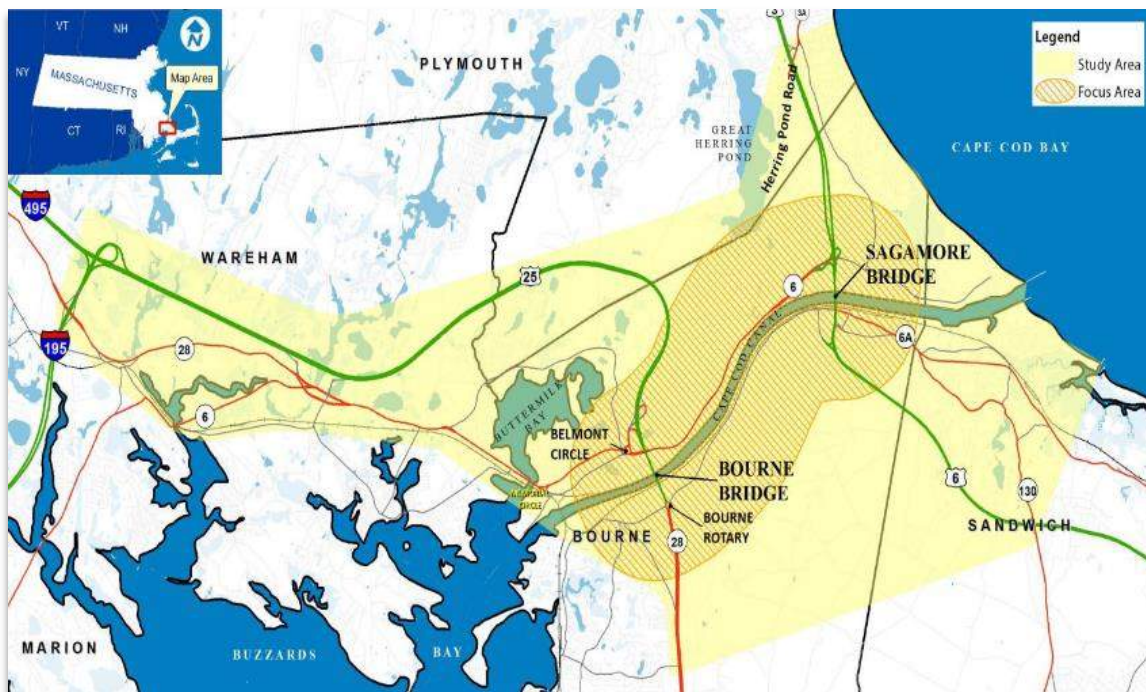 VT
NH
N
NY
MASSACHUSETTS
Map Area
CT
RI
PLYMOUTH
3
3A
Herring Pond Road
GREAT
HERRING
POND
Legend
Study Area
Focus Area
CAPE COD BAY
495
WAREHAM
25
SAGAMORE
BRIDGE
6
195
28
6A
6
BUTTERMILK
BAY
CAPE COD CANAL
BELMONT
CIRCLE
BOURNE
BRIDGE
6
130
CIRCLE
BOURNE
BOURNE
ROTARY
SANDWICH
28
MARION
BUZZARDS
BAY